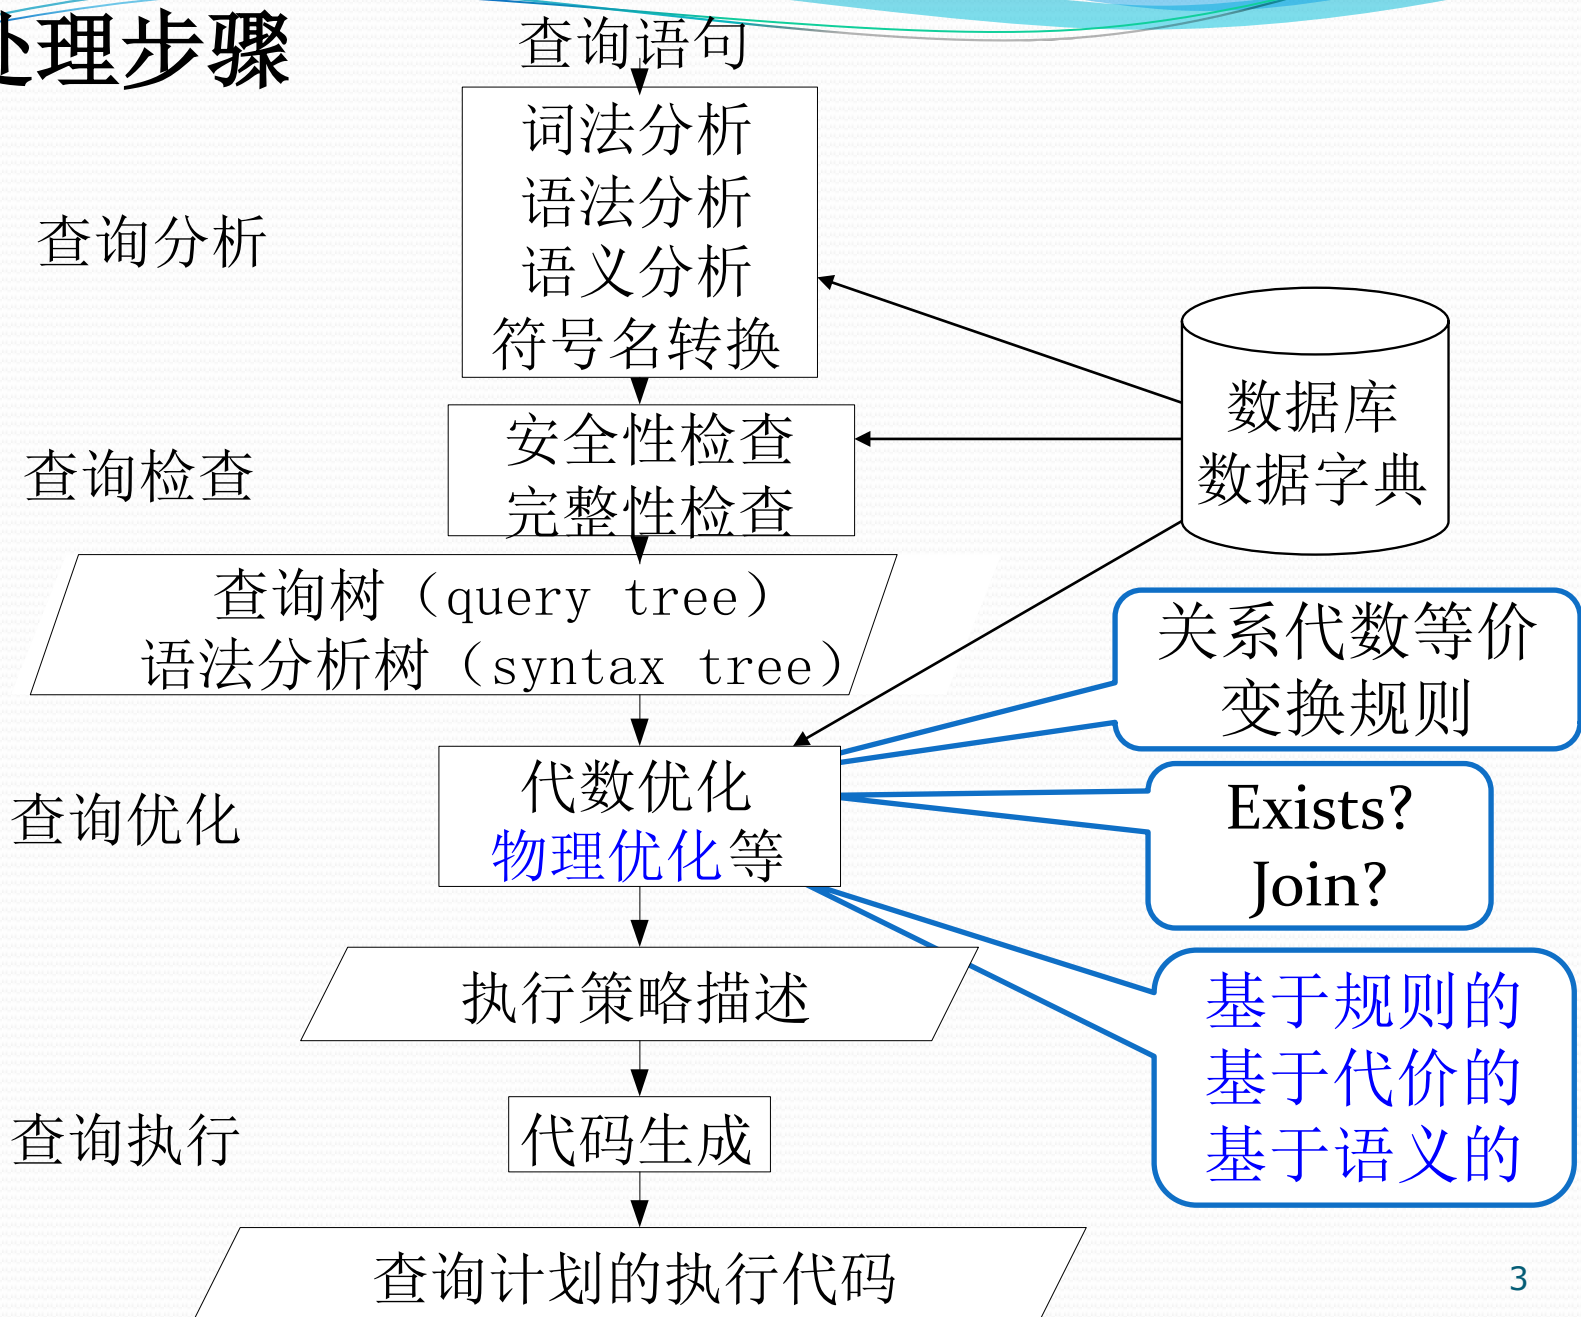 理步骤
查询语句
词法分析
语法分析
语义分析
符号名转换
查询分析
数据库
数据字典
安全性检查
完整性检查
查询检查
查询树（query tree）
语法分析树（syntax tree）
关系代数等价
变换规则
代数优化
物理优化等
查询优化
Exists?
Join?
执行策略描述
基于规则的
基于代价的
基于语义的
代码生成
查询执行
查询计划的执行代码
3